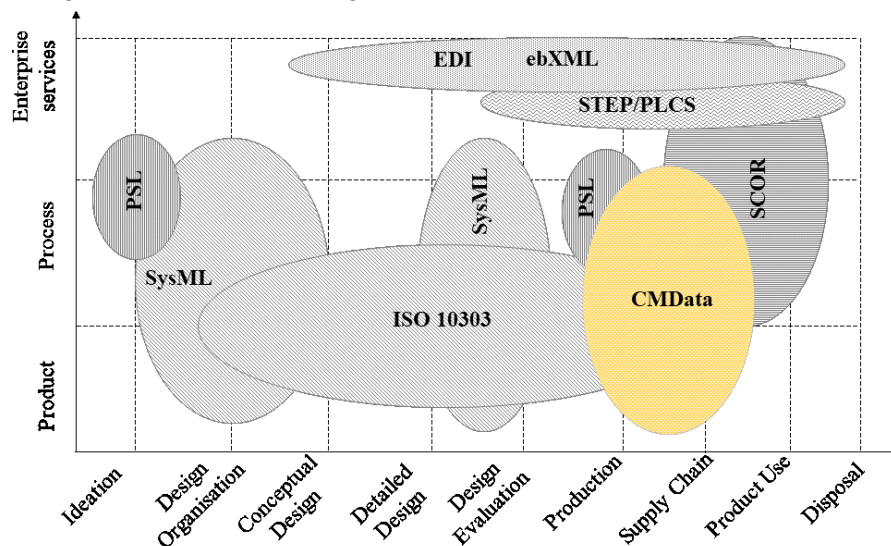 Enterprise
services
EDI ebXML
STEP/PLCS
PSL
SysML
PSL
SCOR
Process
SysML
CMData
ISO 10303
Product
Ideation
Design
Organisation
Conceptual
Design
Detailed
Design
Design
Evaluation
Production
Supply Chain
Product Use
Disposal